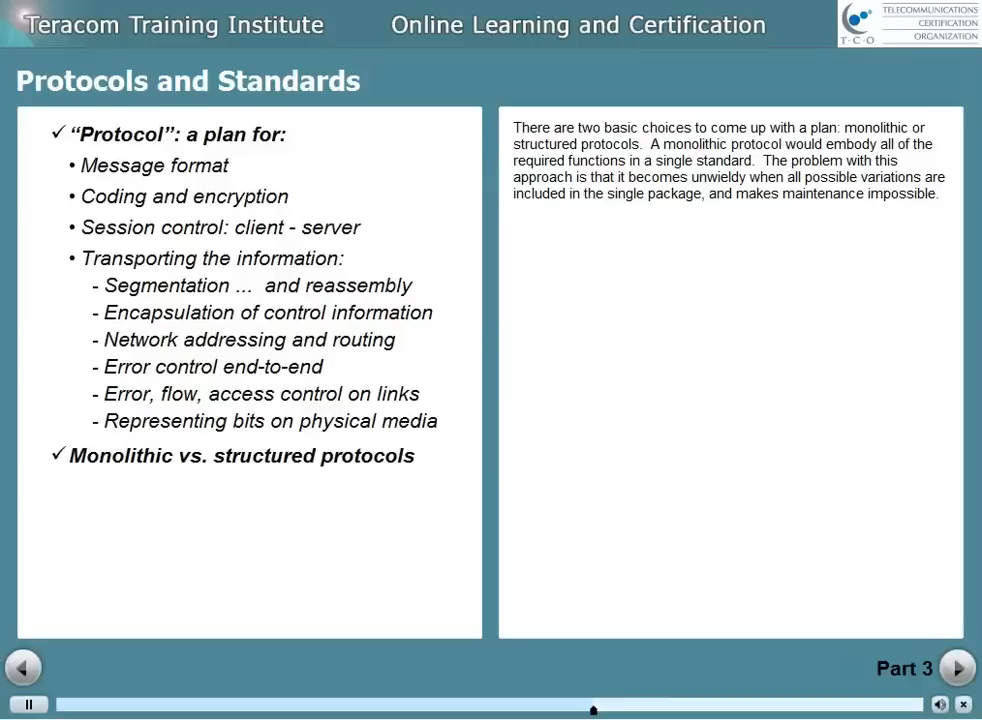 Teracom Training Institute
Online Learning and Certification
TELECOMMUNICATIONS
CERTIFICATION
ORGANIZATION
T·C·O
Protocols and Standards
✓ “Protocol”: a plan for:
• Message format
• Coding and encryption
• Session control: client - server
• Transporting the information:
- Segmentation ... and reassembly
- Encapsulation of control information
- Network addressing and routing
- Error control end-to-end
- Error, flow, access control on links
- Representing bits on physical media
✓ Monolithic vs. structured protocols
There are two basic choices to come up with a plan: monolithic or
structured protocols. A monolithic protocol would embody all of the
required functions in a single standard. The problem with this
approach is that it becomes unwieldy when all possible variations are
included in the single package, and makes maintenance impossible.
Part 3